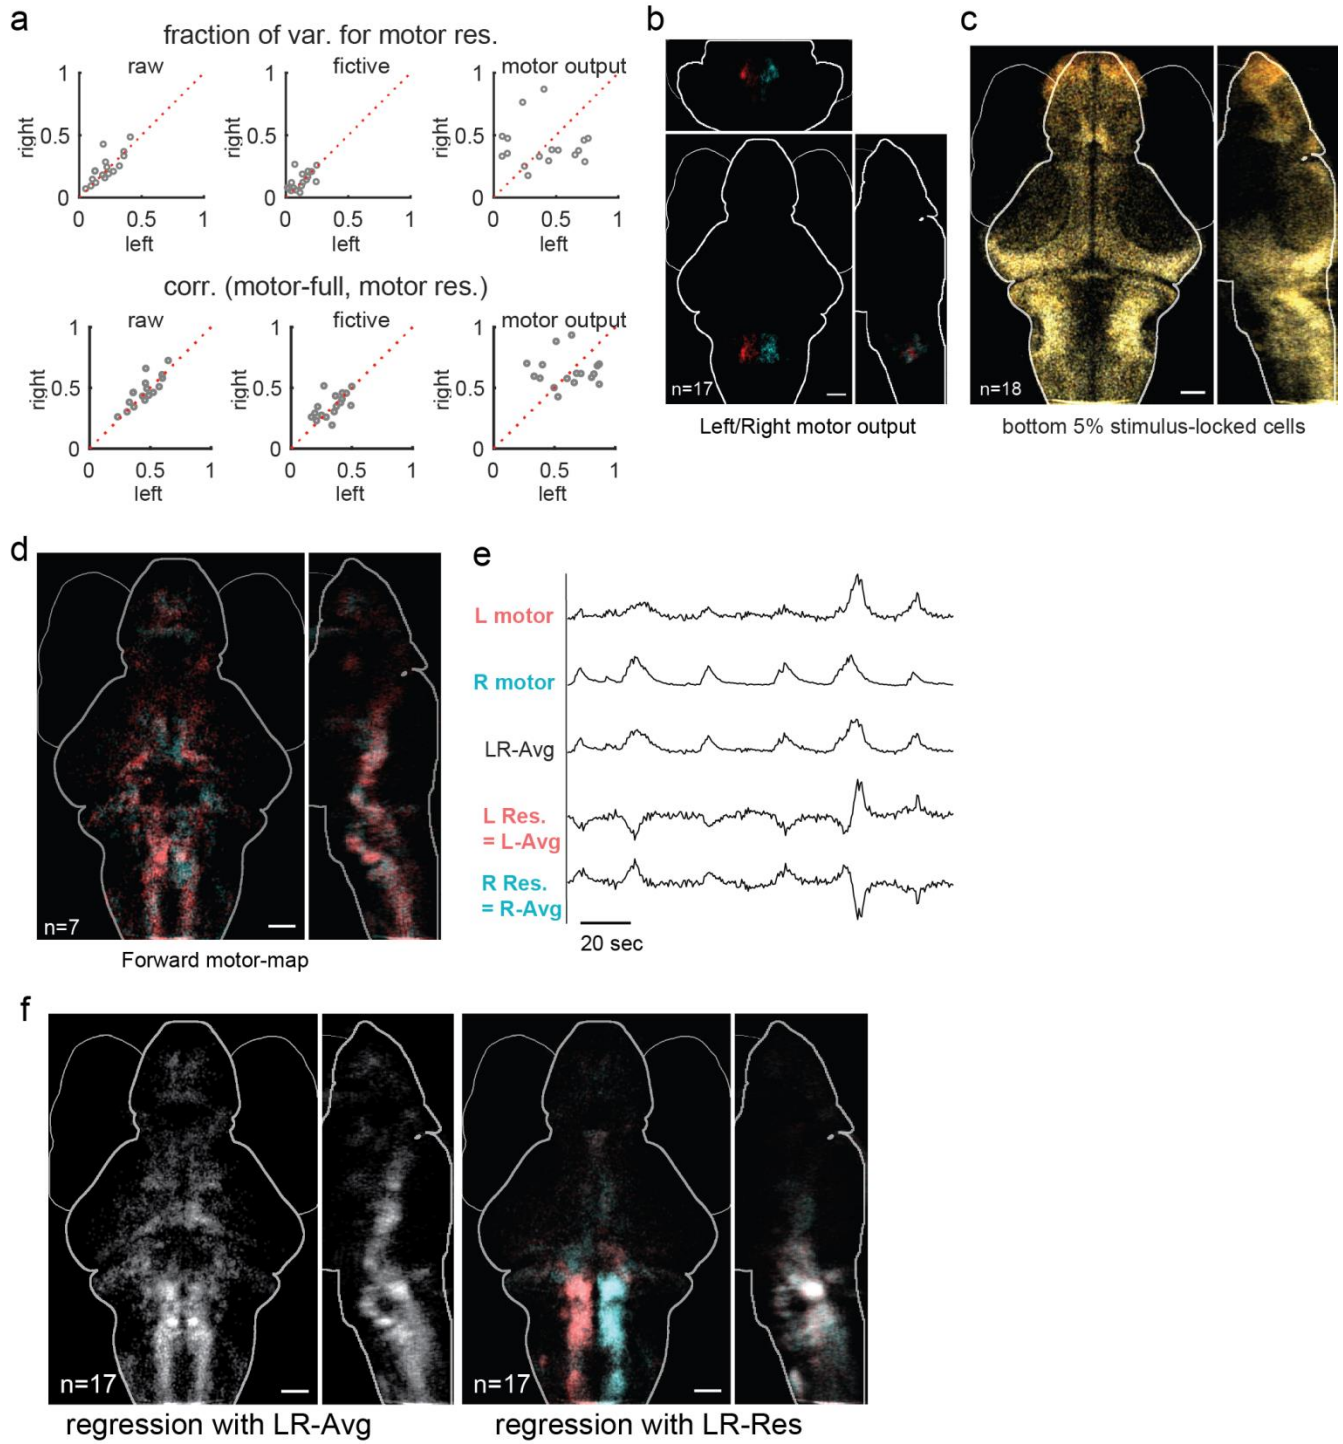 a
fraction of var. for motor res.
raw
fictive
motor output
1
0.5
0
right
0
0.5
1
left
1
0.5
0
right
0
0.5
1
left
1
0.5
0
right
0
0.5
1
left
corr. (motor-full, motor res.)
raw
fictive
motor output
1
0.5
0
right
0
0.5
1
left
1
0.5
0
right
0
0.5
1
left
1
0.5
0
right
0
0.5
1
left
b
n=17
Left/Right motor output
c
n=18
bottom 5% stimulus-locked cells
d
n=7
Forward motor-map
e
L motor
R motor
LR-Avg
L Res.
= L-Avg
R Res.
= R-Avg
20 sec
f
n=17
regression with LR-Avg
n=17
regression with LR-Res